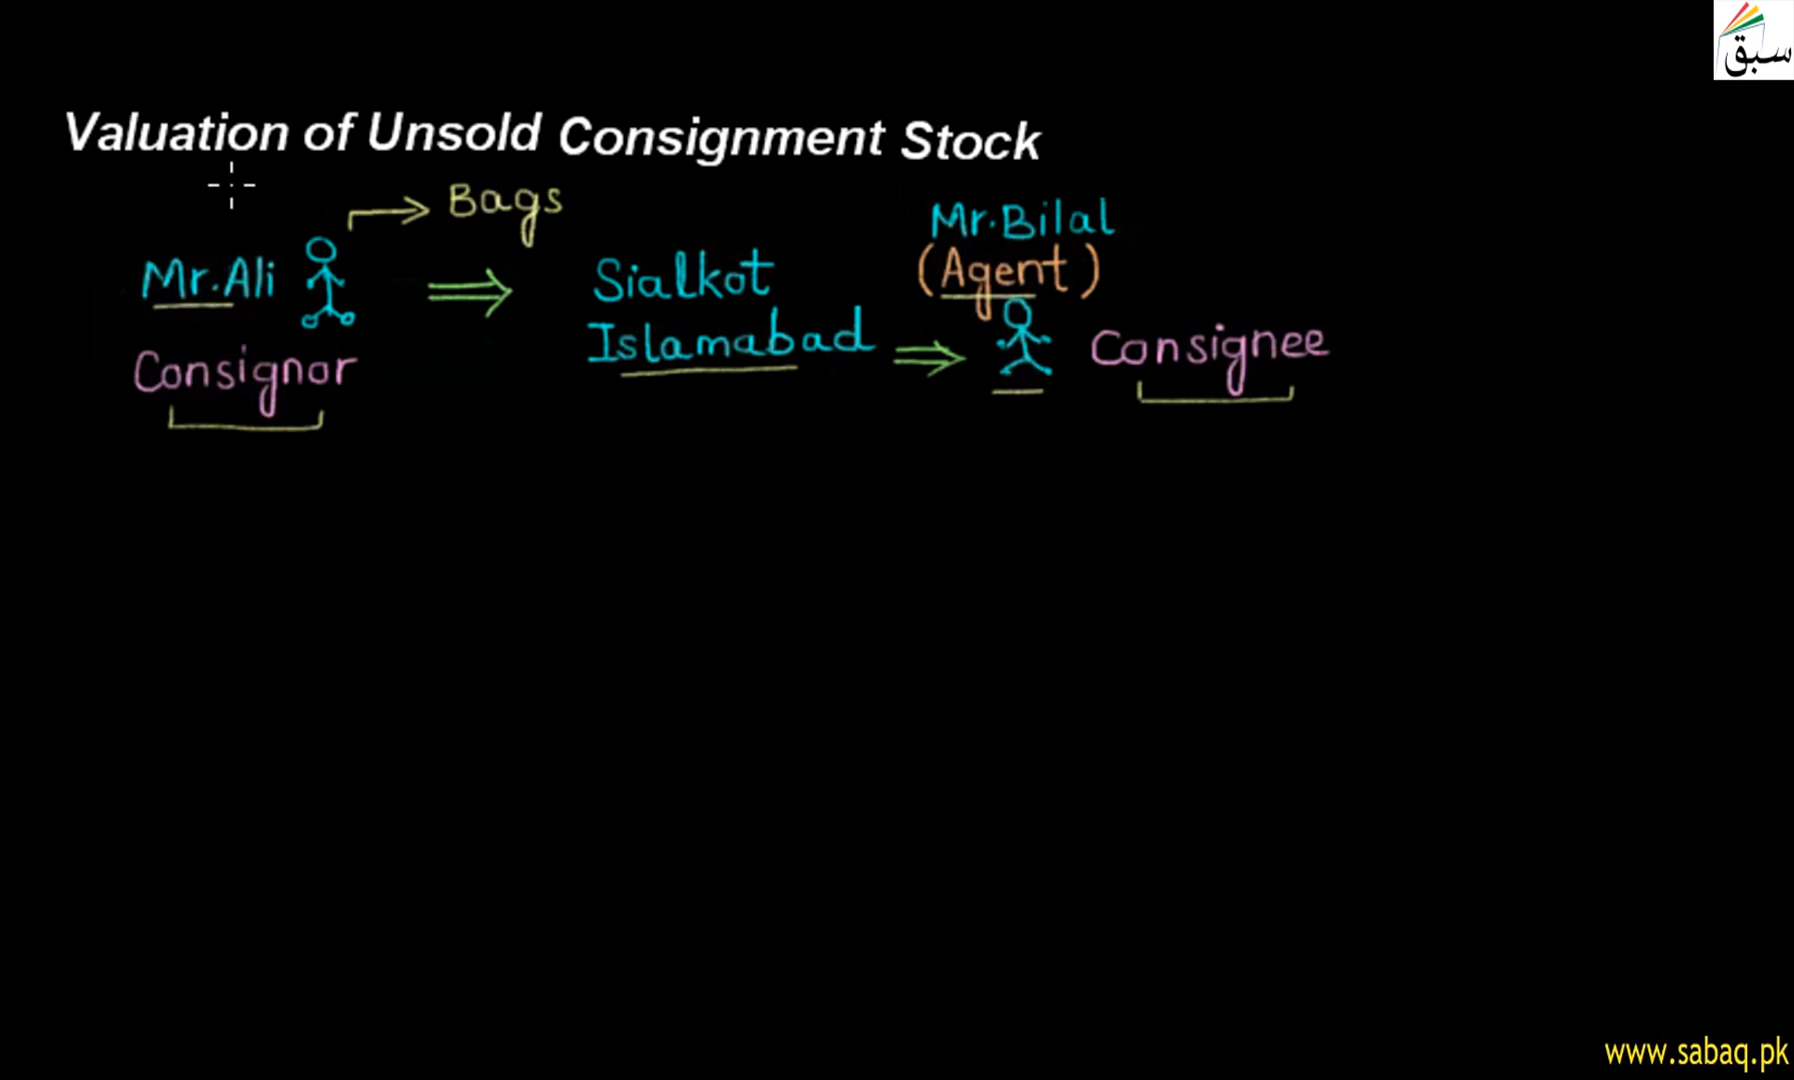 سبق
Valuation of Unsold Consignment Stock
Bags
Mr. Bilal
Mr. Ali
Sialkot
(Agent)
Islamabad
Consignor
Consignee
www.sabaq.pk